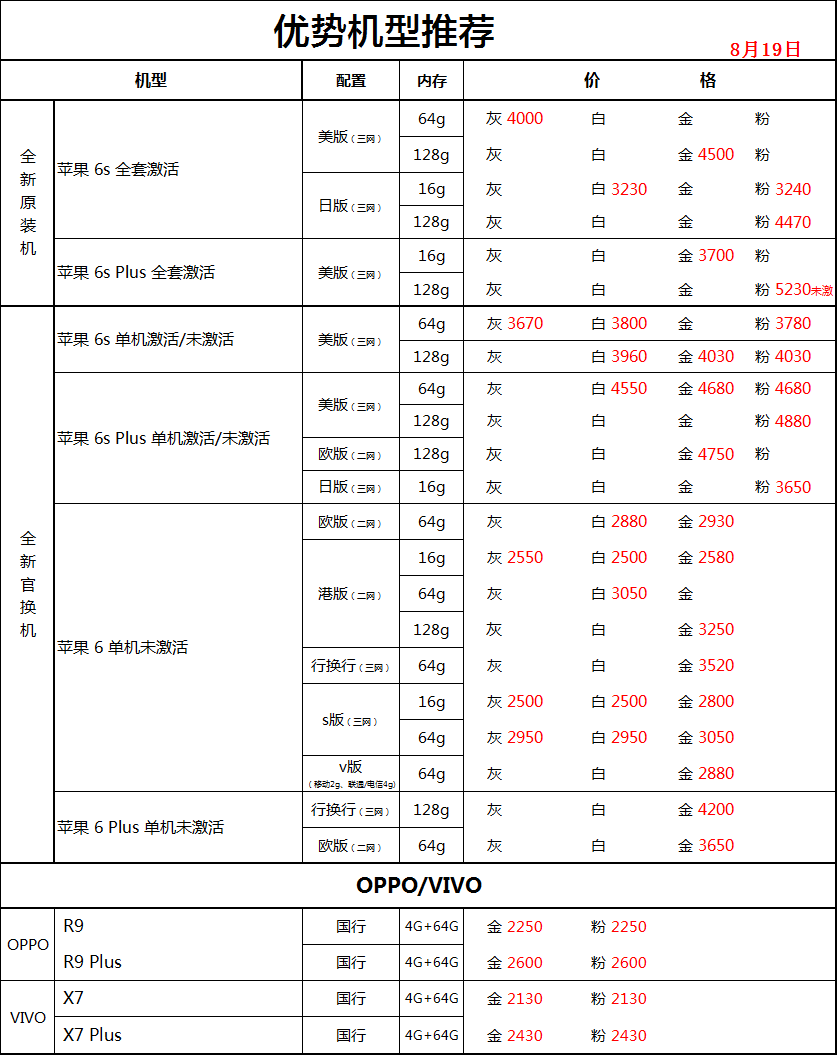 优势机型推荐
8月19日
机型 配置 内存 价 格
全新原装机
苹果 6s 全套激活 美版（三网） 64g 灰 4000 白 金 粉
128g 灰 白 金 4500 粉
日版（三网） 16g 灰 白 3230 金 粉 3240
128g 灰 白 金 粉 4470
苹果 6s Plus 全套激活 美版（三网） 16g 灰 白 金 3700 粉
128g 灰 白 金 粉 5230未激
全新官换机
苹果 6s 单机激活/未激活 美版（三网） 64g 灰 3670 白 3800 金 粉 3780
128g 灰 白 3960 金 4030 粉 4030
苹果 6s Plus 单机激活/未激活 美版（三网） 64g 灰 白 4550 金 4680 粉 4680
128g 灰 白 金 粉 4880
欧版（二网） 128g 灰 白 金 4750 粉
日版（三网） 16g 灰 白 金 粉 3650
苹果 6 单机未激活 欧版（二网） 64g 灰 白 2880 金 2930
港版（二网） 16g 灰 2550 白 2500 金 2580
64g 灰 白 3050 金
128g 灰 白 金 3250
行换行（三网） 64g 灰 白 金 3520
s版（三网） 16g 灰 2500 白 2500 金 2800
64g 灰 2950 白 2950 金 3050
v版（移动2g、联通/电信4g） 64g 灰 白 金 2880
苹果 6 Plus 单机未激活 行换行（三网） 128g 灰 白 金 4200
欧版（二网） 64g 灰 白 金 3650
OPPO/VIVO
OPPO
R9 国行 4G+64G 金 2250 粉 2250
R9 Plus 国行 4G+64G 金 2600 粉 2600
VIVO
X7 国行 4G+64G 金 2130 粉 2130
X7 Plus 国行 4G+64G 金 2430 粉 2430